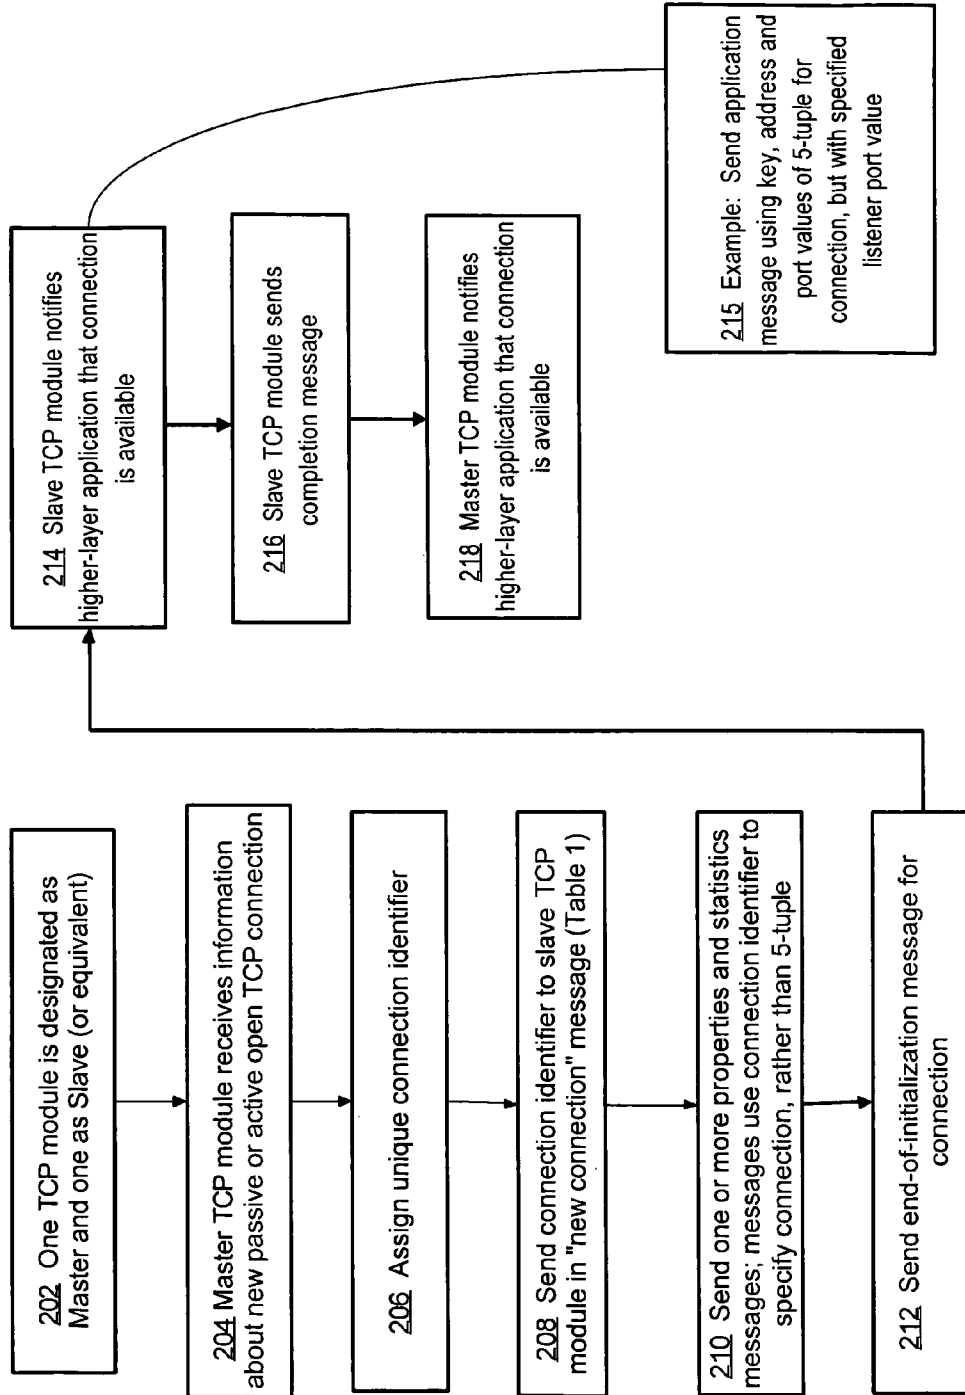 202 One TCP module is designated as
Master and one as Slave (or equivalent)
204 Master TCP module receives information
about new passive or active open TCP connection
206 Assign unique connection identifier
208 Send connection identifier to slave TCP
module in "new connection" message (Table 1)
210 Send one or more properties and statistics
messages; messages use connection identifier to
specify connection, rather than 5-tuple
212 Send end-of-initialization message for
connection
214 Slave TCP module notifies
higher-layer application that connection
is available
216 Slave TCP module sends
completion message
218 Master TCP module notifies
higher-layer application that connection
is available
215 Example: Send application
message using key, address and
port values of 5-tuple for
connection, but with specified
listener port value